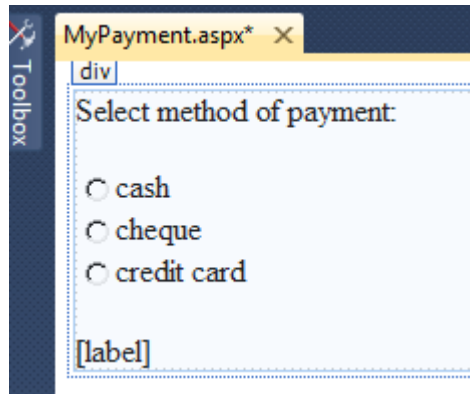 MyPayment.aspx*
Toolbox
div
Select method of payment:
cash
cheque
credit card
[label]